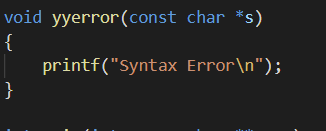 void yyerror(const char *s)
{
    printf("Syntax Error\n");
}